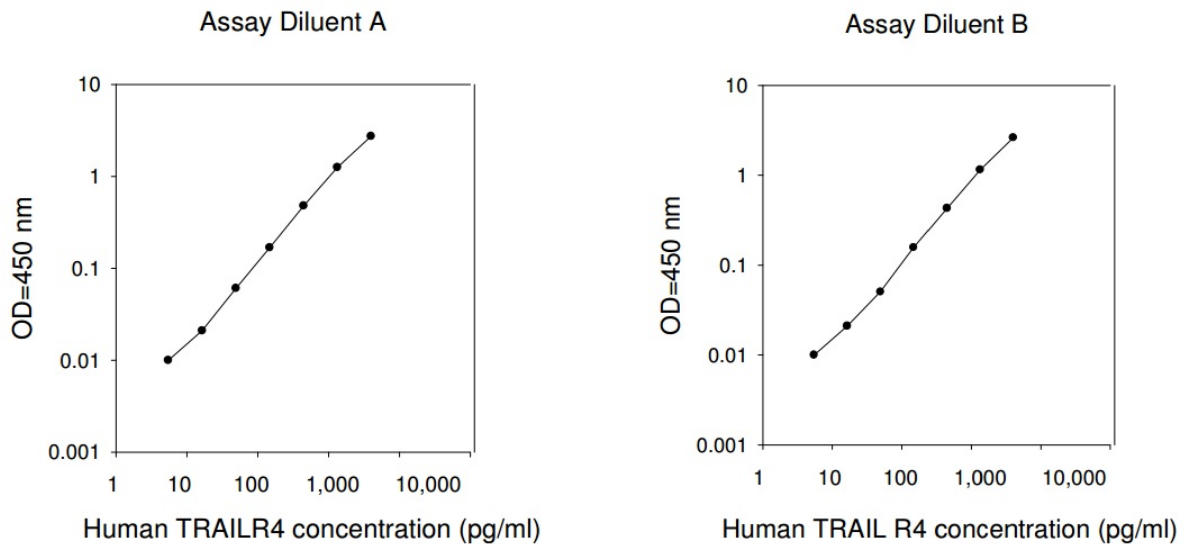 Assay Diluent A
10
1
0.1
0.01
0.001
OD=450 nm
1 10 100 1,000 10,000
Human TRAILR4 concentration (pg/ml)
Assay Diluent B
10
1
0.1
0.01
0.001
OD=450 nm
1 10 100 1,000 10,000
Human TRAIL R4 concentration (pg/ml)